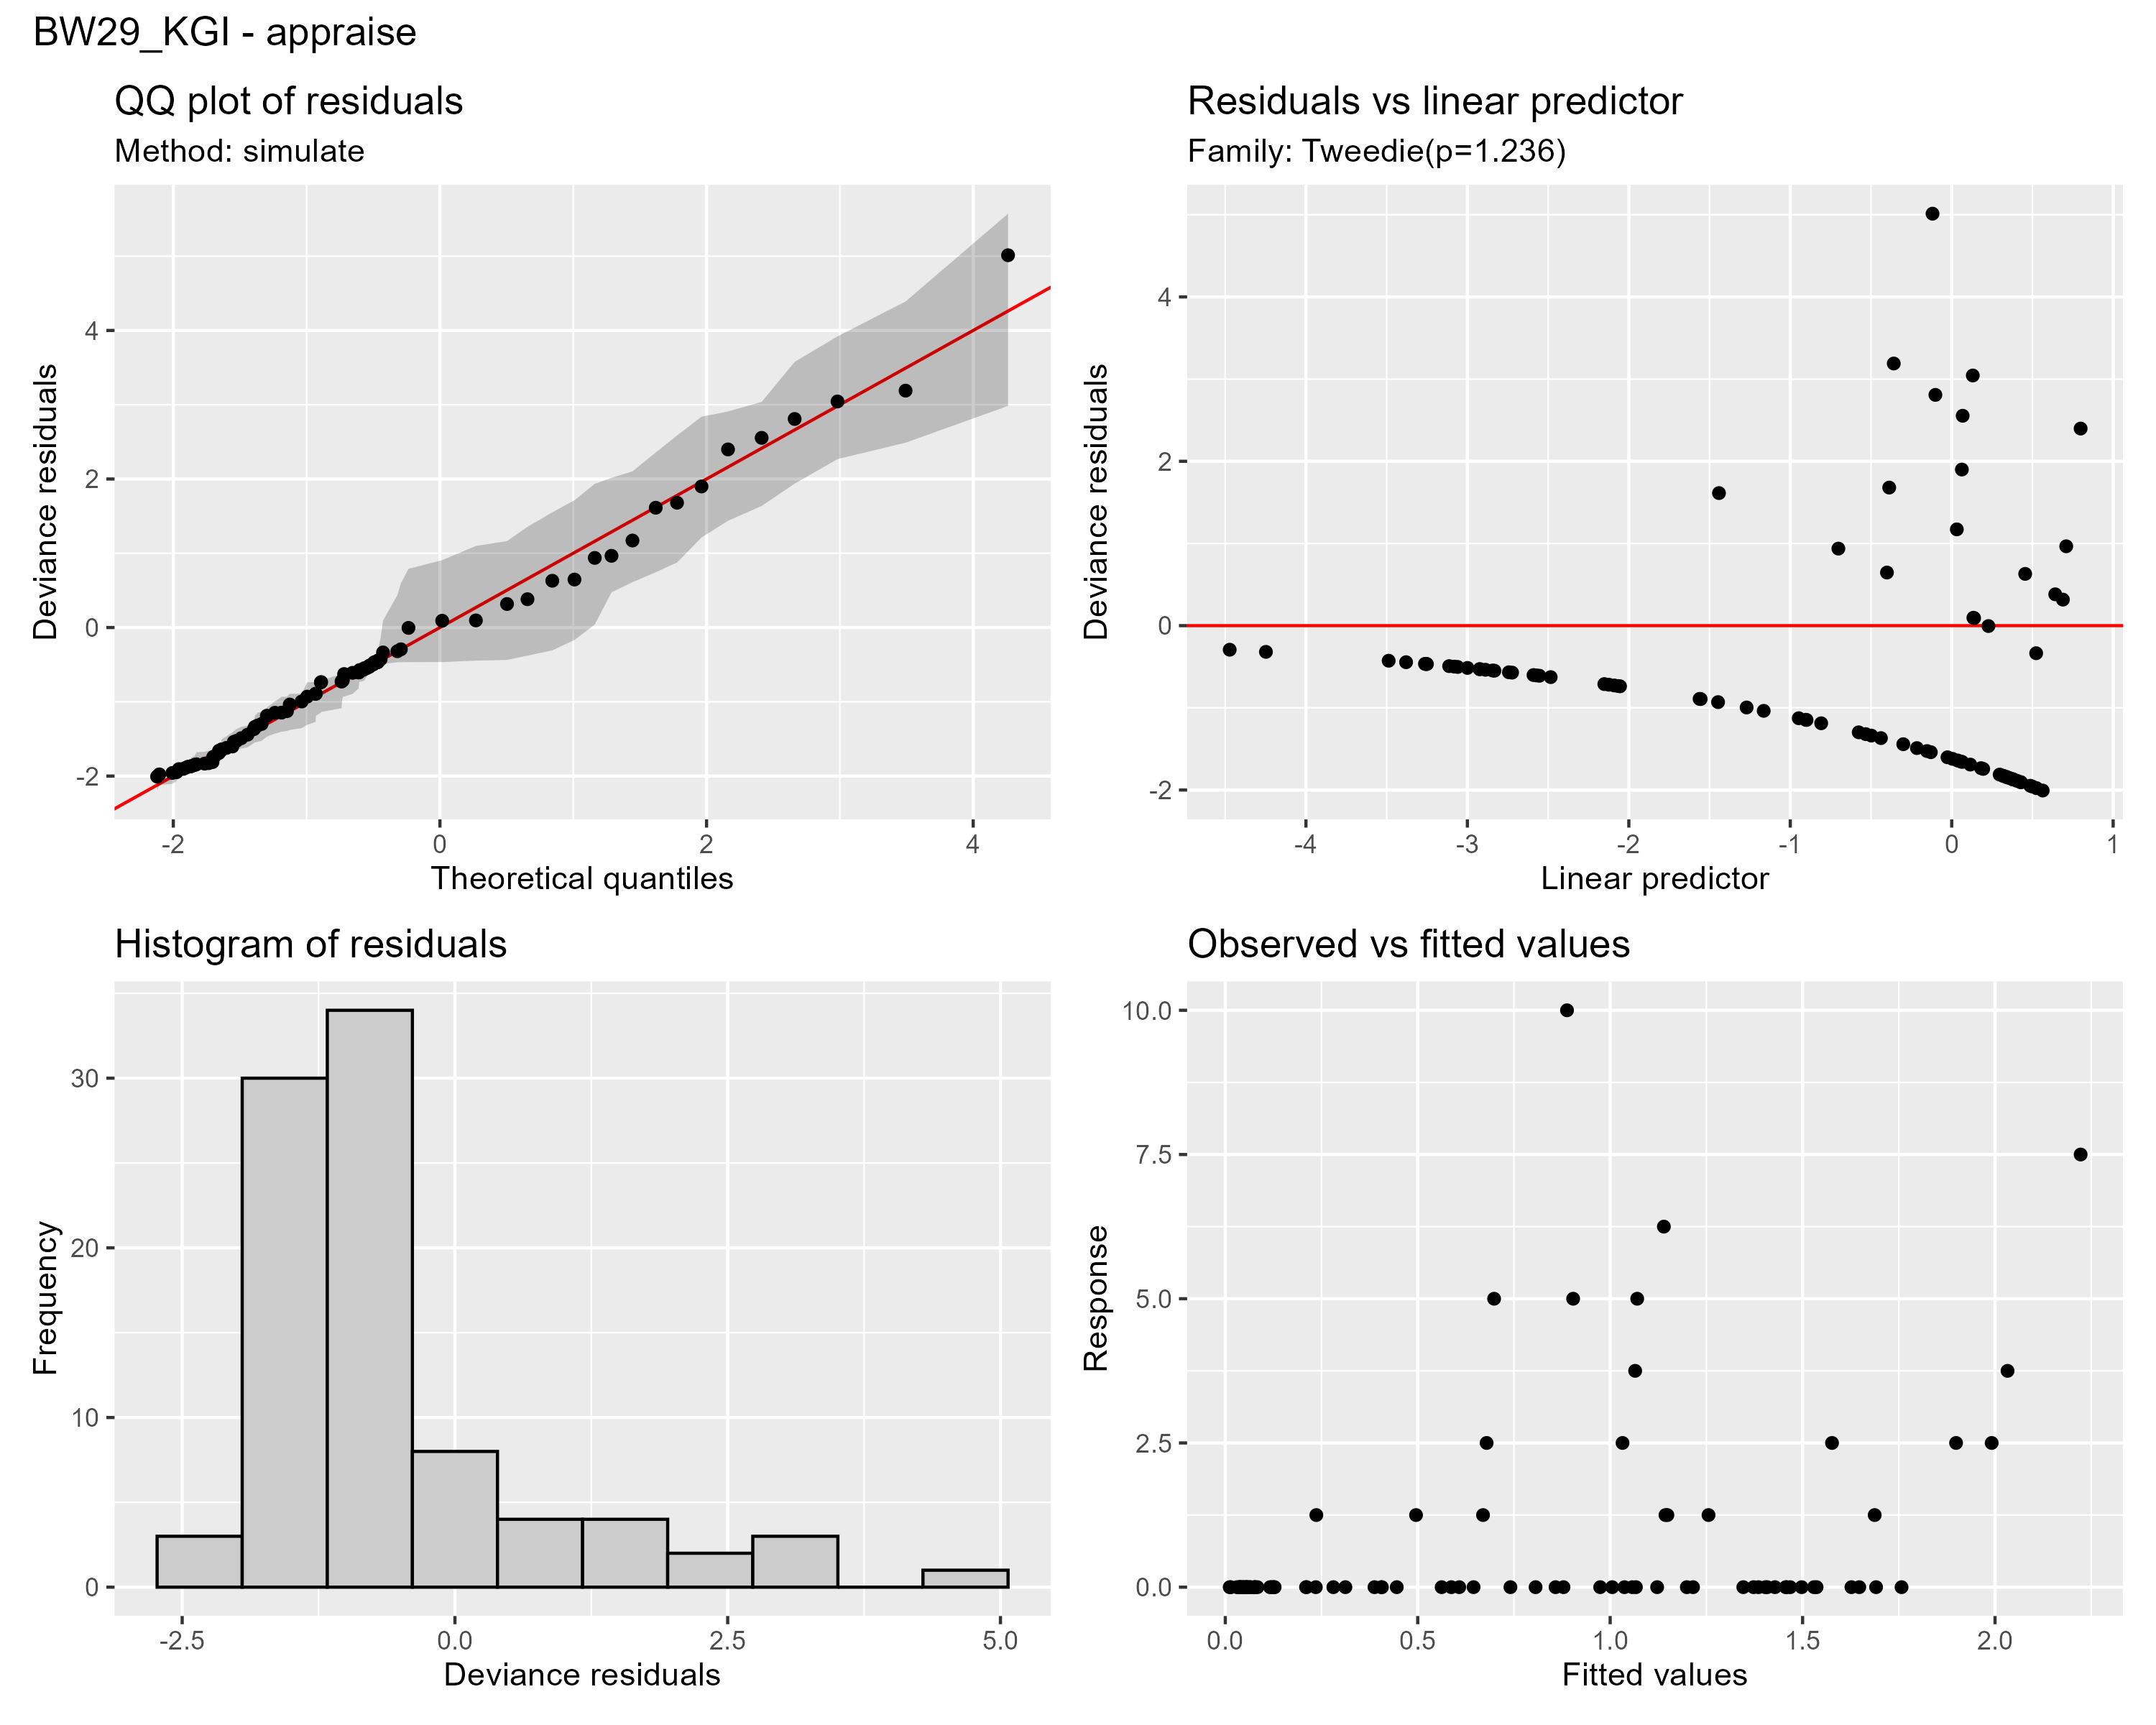 BW29_KGI - appraise
QQ plot of residuals
Method: simulate
Deviance residuals
4
2
0
-2
-2 0 2 4
Theoretical quantiles
Residuals vs linear predictor
Family: Tweedie(p=1.236)
Deviance residuals
4
2
0
-2
-4 -3 -2 -1 0 1
Linear predictor
Histogram of residuals
Frequency
30
20
10
0
-2.5 0.0 2.5 5.0
Deviance residuals
Observed vs fitted values
Response
10.0
7.5
5.0
2.5
0.0
0.0 0.5 1.0 1.5 2.0
Fitted values